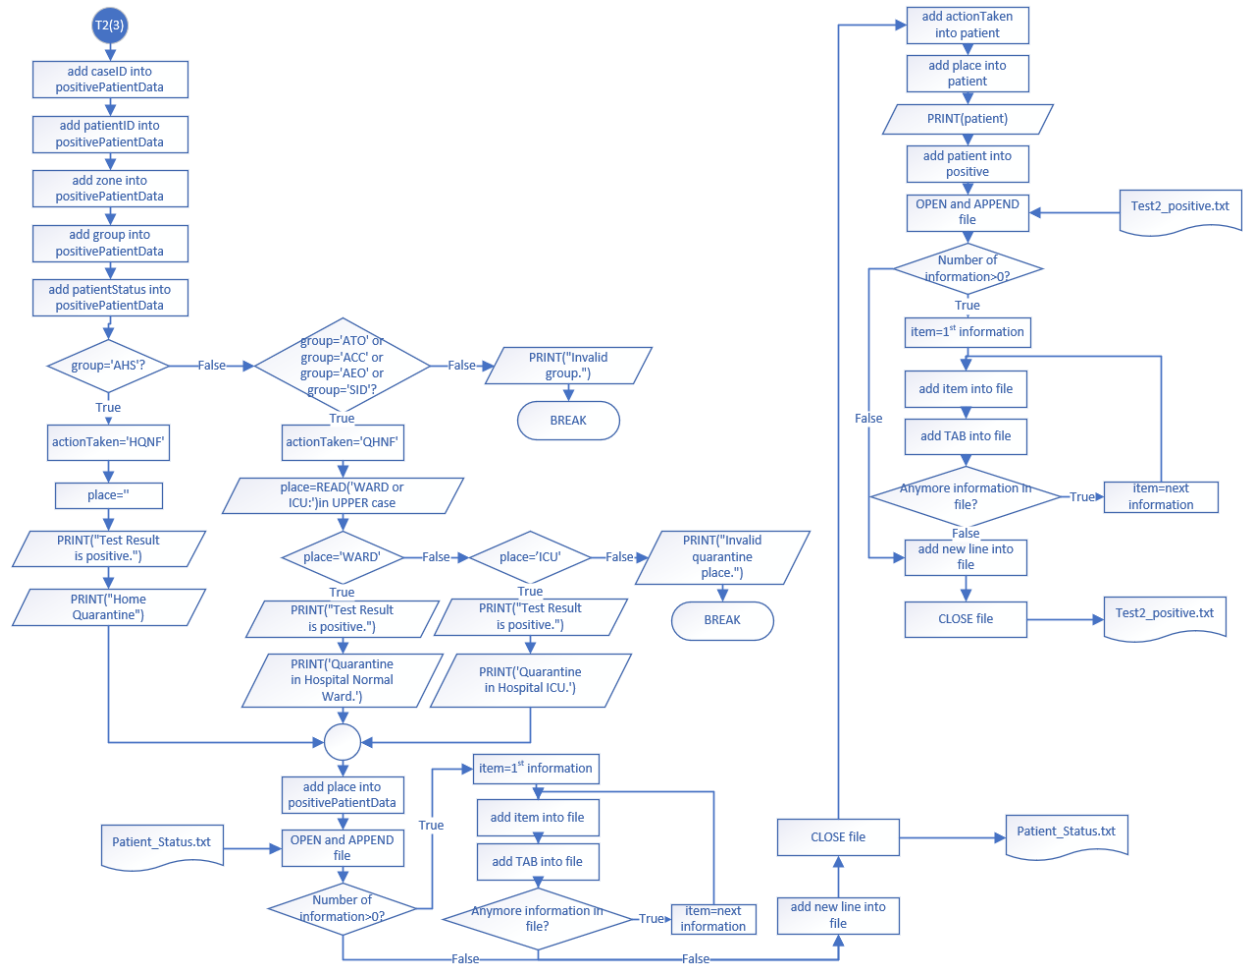 T2(3)
add caseID into
positivePatientData
add patientID into
positivePatientData
add zone into
positivePatientData
add group into
positivePatientData
add patientStatus into
positivePatientData
group='AHS'?
False
group='ATO' or
group='ACC' or
group='AEO' or
group='SID'?
False
PRINT("Invalid
group.")
BREAK
True
actionTaken='HQNF'
place=''
PRINT("Test Result
is positive.")
PRINT("Home
Quarantine")
True
actionTaken='QHNF'
place=READ('WARD or
ICU:')in UPPER case
place='WARD'
False
place='ICU'
False
PRINT("Invalid
quarantine
place.")
BREAK
True
PRINT("Test Result
is positive.")
PRINT('Quarantine
in Hospital Normal
Ward.')
True
PRINT("Test Result
is positive.")
PRINT('Quarantine
in Hospital ICU.')
add place into
positivePatientData
Patient_Status.txt
OPEN and APPEND
file
Number of
information>0?
True
item=1st information
add item into file
add TAB into file
Anymore information in
file?
True
item=next
information
False
False
add new line into
file
CLOSE file
Patient_Status.txt
add actionTaken
into patient
add place into
patient
PRINT(patient)
add patient into
positive
OPEN and APPEND
file
Test2_positive.txt
Number of
information>0?
True
item=1st information
add item into file
add TAB into file
False
Anymore information in
file?
True
item=next
information
False
add new line into
file
CLOSE file
Test2_positive.txt